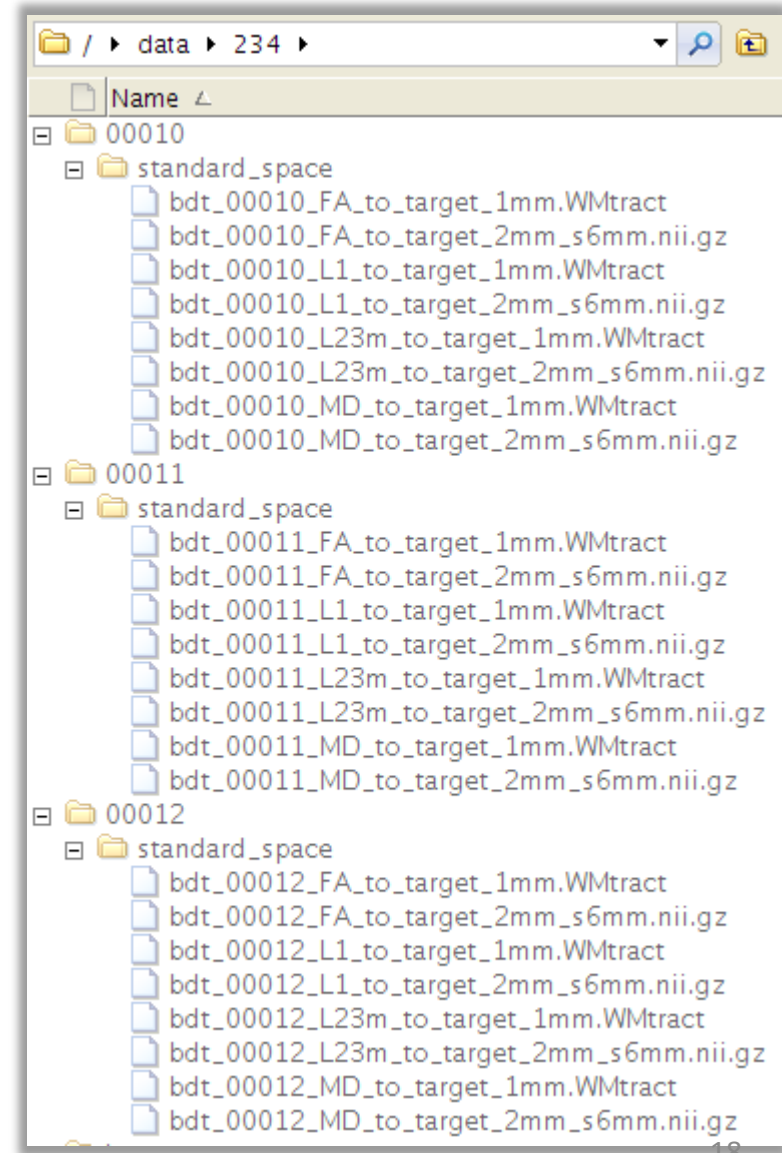 / data 234
Name
00010
standard_space
bdt_00010_FA_to_target_1mm.WMtract
bdt_00010_FA_to_target_2mm_s6mm.nii.gz
bdt_00010_L1_to_target_1mm.WMtract
bdt_00010_L1_to_target_2mm_s6mm.nii.gz
bdt_00010_L23m_to_target_1mm.WMtract
bdt_00010_L23m_to_target_2mm_s6mm.nii.gz
bdt_00010_MD_to_target_1mm.WMtract
bdt_00010_MD_to_target_2mm_s6mm.nii.gz
00011
standard_space
bdt_00011_FA_to_target_1mm.WMtract
bdt_00011_FA_to_target_2mm_s6mm.nii.gz
bdt_00011_L1_to_target_1mm.WMtract
bdt_00011_L1_to_target_2mm_s6mm.nii.gz
bdt_00011_L23m_to_target_1mm.WMtract
bdt_00011_L23m_to_target_2mm_s6mm.nii.gz
bdt_00011_MD_to_target_1mm.WMtract
bdt_00011_MD_to_target_2mm_s6mm.nii.gz
00012
standard_space
bdt_00012_FA_to_target_1mm.WMtract
bdt_00012_FA_to_target_2mm_s6mm.nii.gz
bdt_00012_L1_to_target_1mm.WMtract
bdt_00012_L1_to_target_2mm_s6mm.nii.gz
bdt_00012_L23m_to_target_1mm.WMtract
bdt_00012_L23m_to_target_2mm_s6mm.nii.gz
bdt_00012_MD_to_target_1mm.WMtract
bdt_00012_MD_to_target_2mm_s6mm.nii.gz